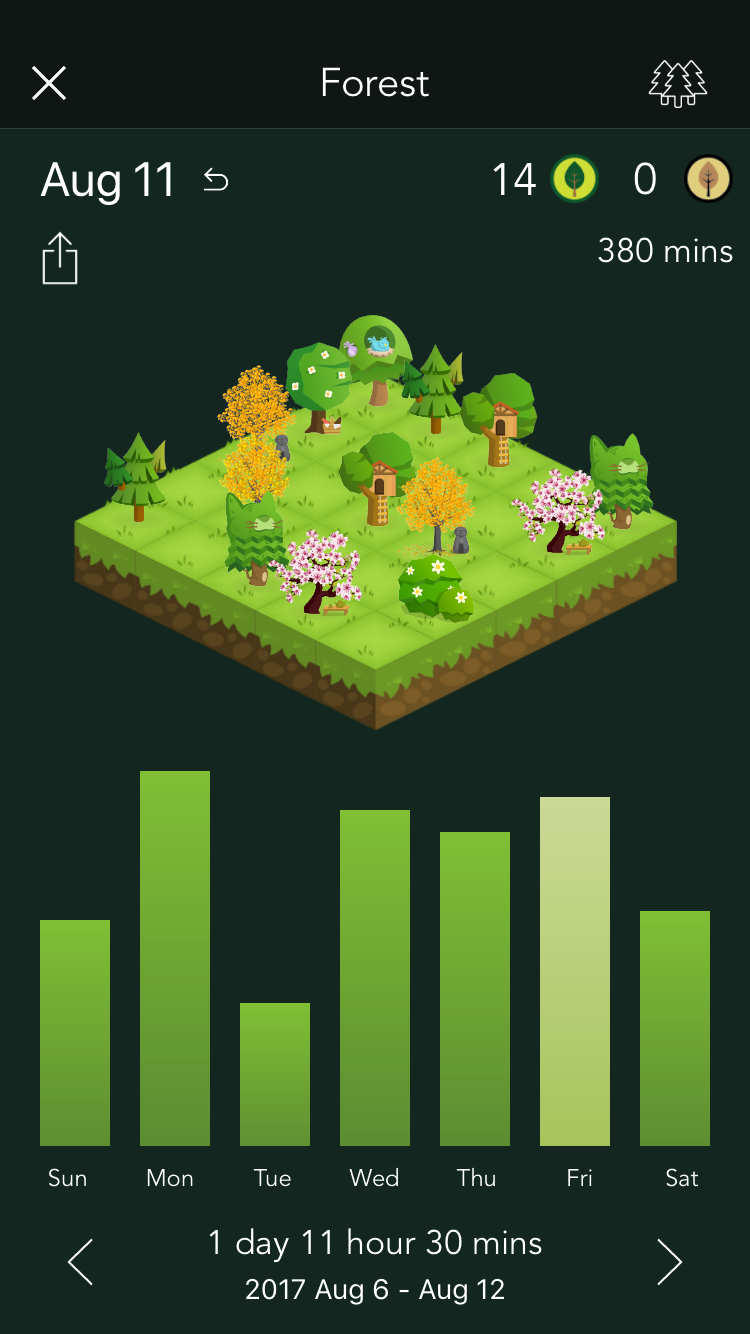 Forest
Aug 11
14 0
380 mins
Sun Mon Tue Wed Thu Fri Sat
1 day 11 hour 30 mins
2017 Aug 6 - Aug 12